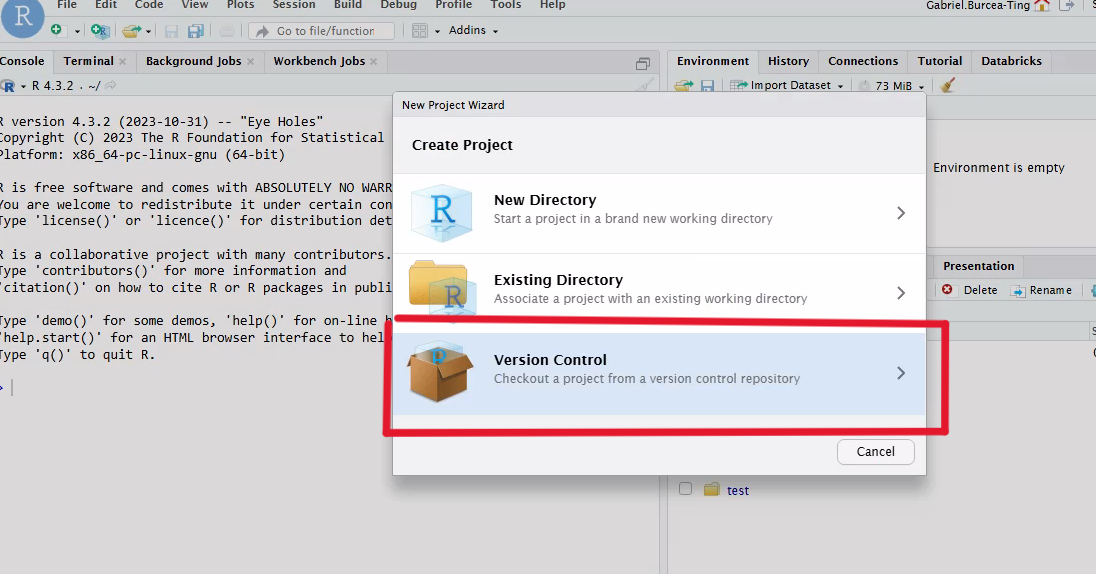 File Edit Code View Plots Session Build Debug Profile Tools Help
Gabriel.Burcea-Ting
R
Go to file/function
Addins
Console Terminal Background Jobs Workbench Jobs
R R 4.3.2 . ~/
R version 4.3.2 (2023-10-31) -- "Eye Holes"
Copyright (C) 2023 The R Foundation for Statistical
Platform: x86_64-pc-linux-gnu (64-bit)
R is free software and comes with ABSOLUTELY NO WARR
You are welcome to redistribute it under certain con
Type 'license()' or 'licence()' for distribution det
R is a collaborative project with many contributors.
Type 'contributors()' for more information and
'citation()' on how to cite R or R packages in publi
Type 'demo()' for some demos, 'help()' for on-line h
'help.start()' for an HTML browser interface to hel
Type 'q()' to quit R.
>
New Project Wizard
Create Project
R
New Directory
Start a project in a brand new working directory
R
Existing Directory
Associate a project with an existing working directory
Version Control
Checkout a project from a version control repository
Cancel
Environment History Connections Tutorial Databricks
Import Dataset 73 MiB
Environment is empty
Presentation
Delete Rename
test